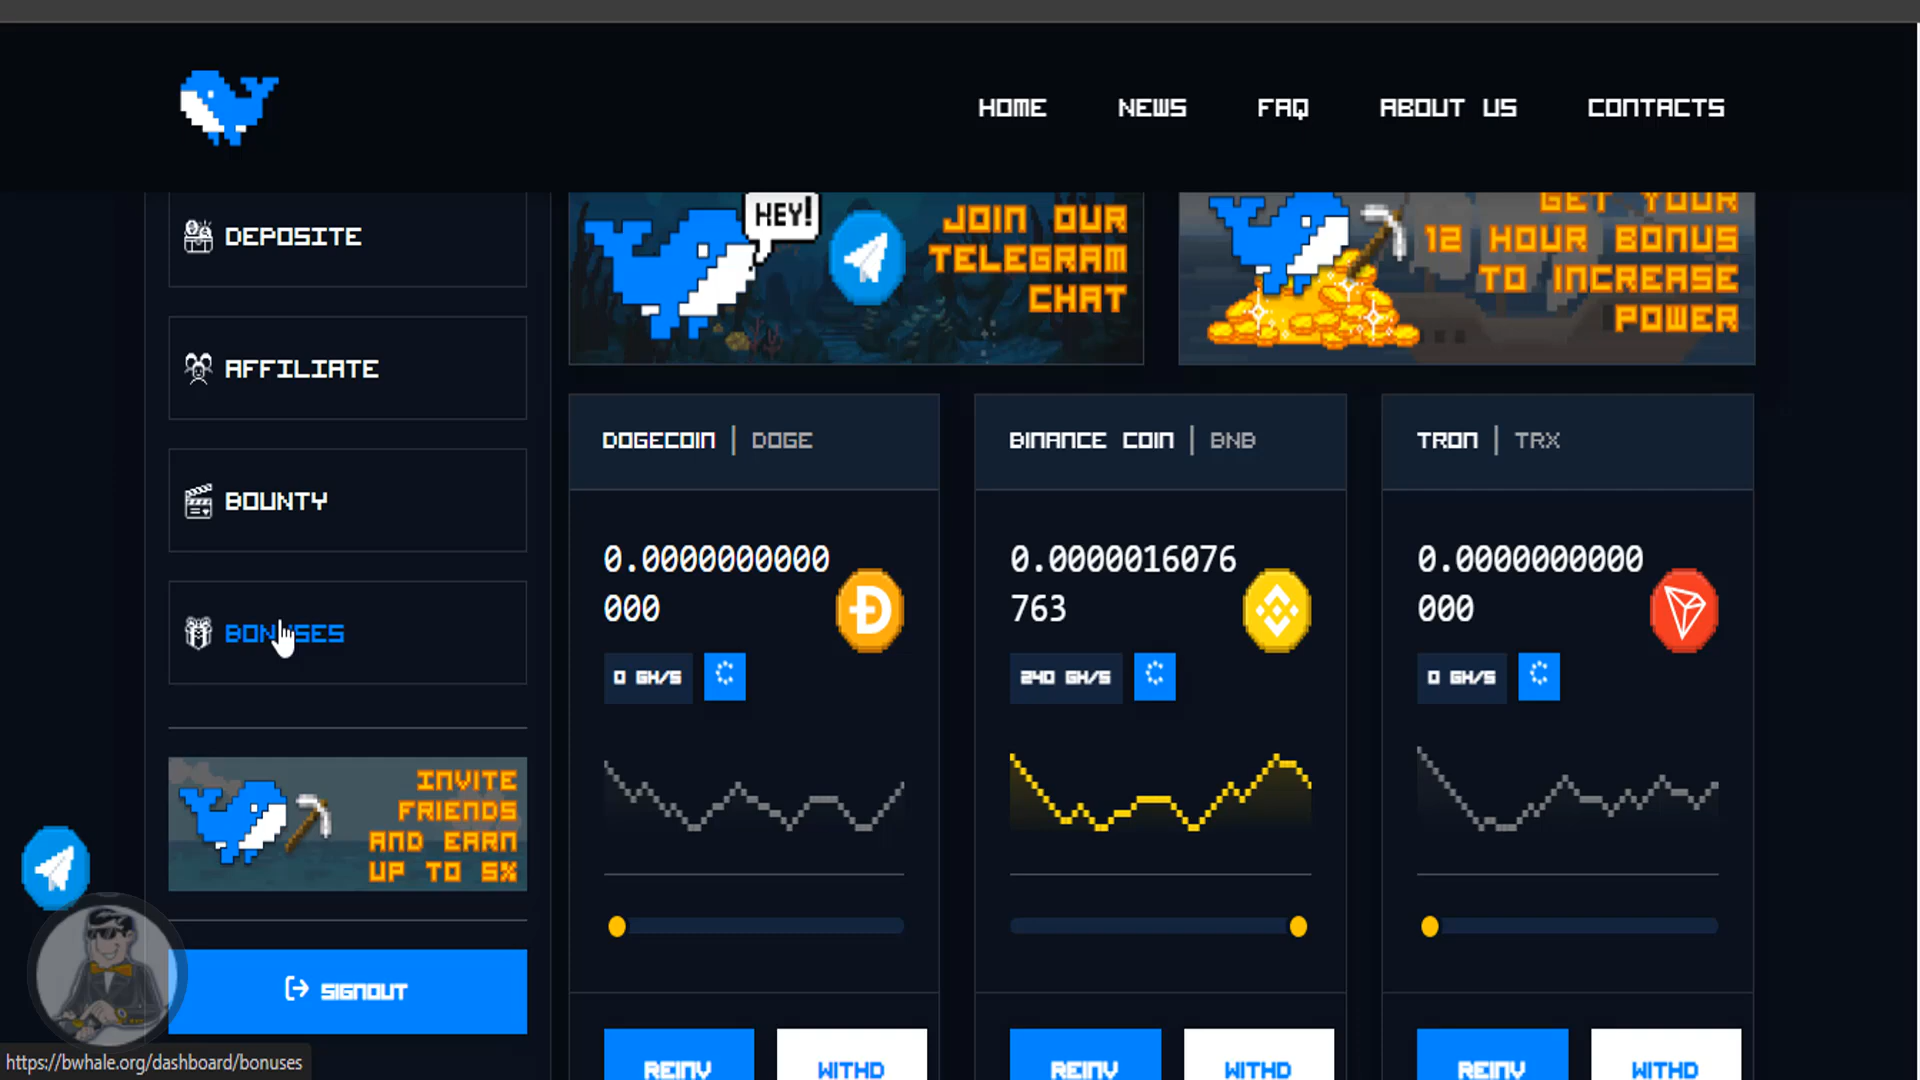 HOME NEWS FAQ ABOUT US CONTACTS
DEPOSITE
AFFILIATE
BOUNTY
BONUSES
INVITE
FRIENDS
AND EARN
UP TO 5%
SIGNOUT
HEY!
JOIN OUR
TELEGRAM
CHAT
GET YOUR
12 HOUR BONUS
TO INCREASE
POWER
DOGECOIN | DOGE
0.0000000000
000
0 GH/S
REINV WITHD
BINANCE COIN | BNB
0.0000016076
763
240 GH/S
REINV WITHD
TRON | TRX
0.0000000000
000
0 GH/S
REINV WITHD
https://bwhale.org/dashboard/bonuses